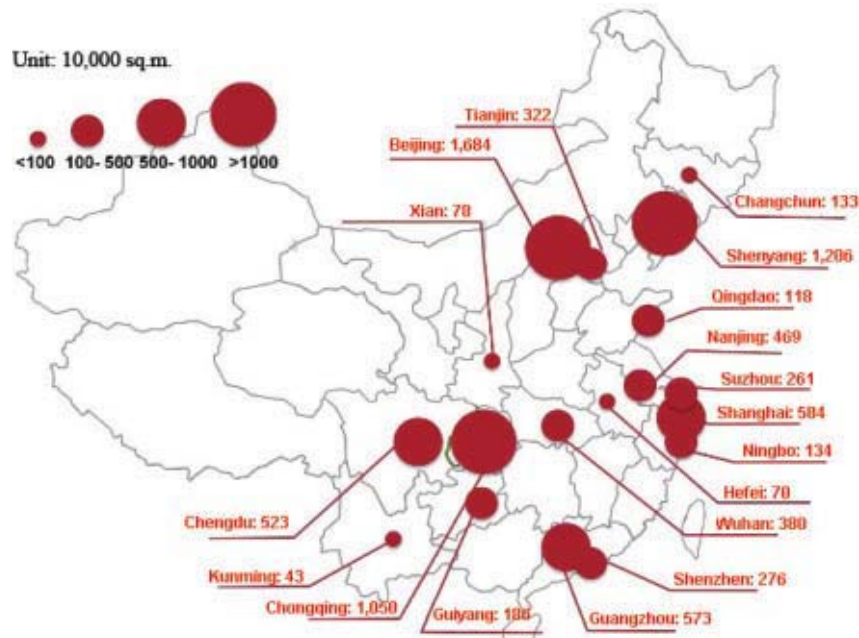 Unit: 10,000 sq.m.
<100 100- 500 500- 1000 >1000
Tianjin: 322
Beijing: 1,684
Xian: 78
Changchun: 133
Shenyang: 1,206
Qingdao: 118
Nanjing: 469
Suzhou: 261
Shanghai: 584
Ningbo: 134
Hefei: 70
Wuhan: 380
Chengdu: 523
Kunming: 43
Shenzhen: 276
Chongqing: 1,050
Guiyang: 186
Guangzhou: 573